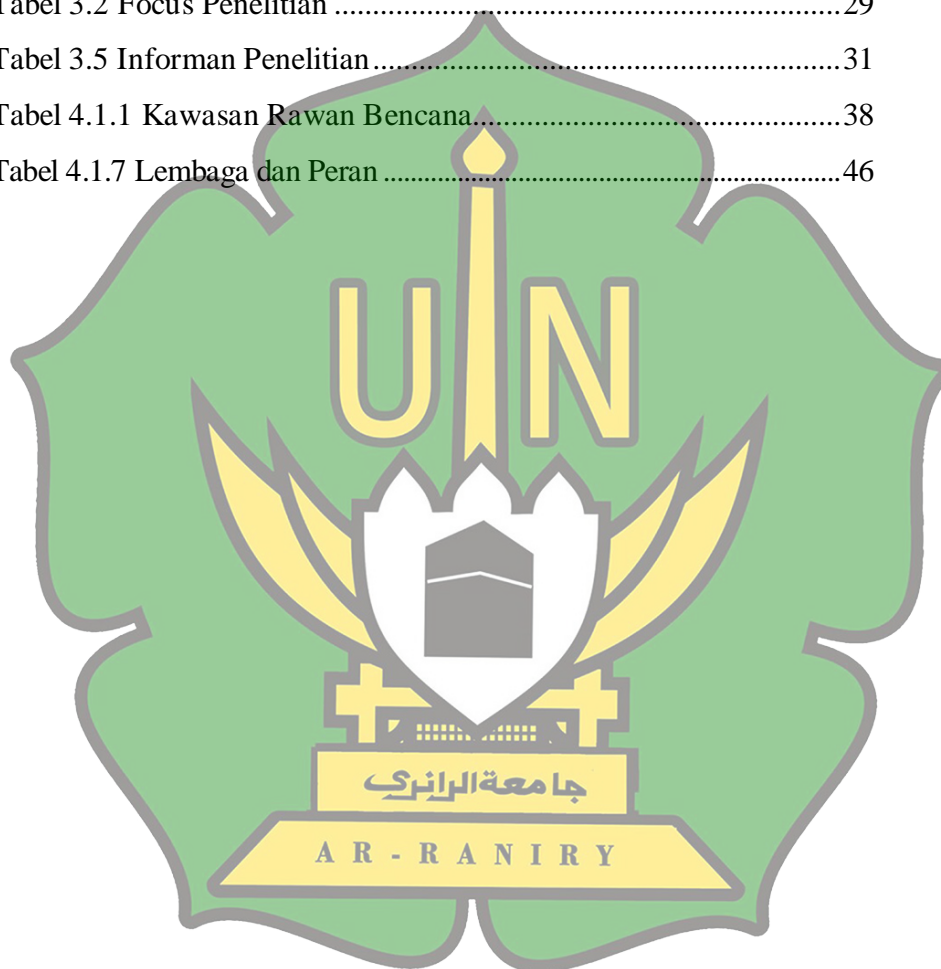 Tabel 3.2 Focus Penelitian ................................................................29
Tabel 3.5 Informan Penelitian...........................................................31
Tabel 4.1.1 Kawasan Rawan Bencana..............................................38
Tabel 4.1.7 Lembaga dan Peran .........................................................46
UIN
جامعة الرانري
AR-RANIRY